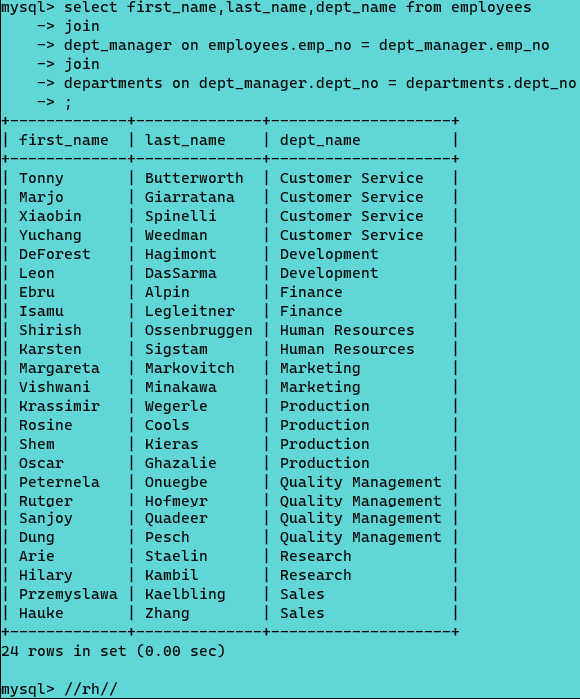 mysql> select first_name,last_name,dept_name from employees
    -> join
    -> dept_manager on employees.emp_no = dept_manager.emp_no
    -> join
    -> departments on dept_manager.dept_no = departments.dept_no
    -> ;
+-------------+--------------+--------------------+
| first_name  | last_name    | dept_name          |
+-------------+--------------+--------------------+
| Tonny       | Butterworth  | Customer Service   |
| Marjo       | Giarratana   | Customer Service   |
| Xiaobin     | Spinelli     | Customer Service   |
| Yuchang     | Weedman      | Customer Service   |
| DeForest    | Hagimont     | Development        |
| Leon        | DasSarma     | Development        |
| Ebru        | Alpin        | Finance            |
| Isamu       | Legleitner   | Finance            |
| Shirish     | Ossenbruggen | Human Resources    |
| Karsten     | Sigstam      | Human Resources    |
| Margareta   | Markovitch   | Marketing          |
| Vishwani    | Minakawa     | Marketing          |
| Krassimir   | Wegerle      | Production         |
| Rosine      | Cools        | Production         |
| Shem        | Kieras       | Production         |
| Oscar       | Ghazalie     | Production         |
| Peternela   | Onuegbe      | Quality Management |
| Rutger      | Hofmeyr      | Quality Management |
| Sanjoy      | Quadeer      | Quality Management |
| Dung        | Pesch        | Quality Management |
| Arie        | Staelin      | Research           |
| Hilary      | Kambil       | Research           |
| Przemyslawa | Kaelbling    | Sales              |
| Hauke       | Zhang        | Sales              |
+-------------+--------------+--------------------+
24 rows in set (0.00 sec)
mysql> //rh//